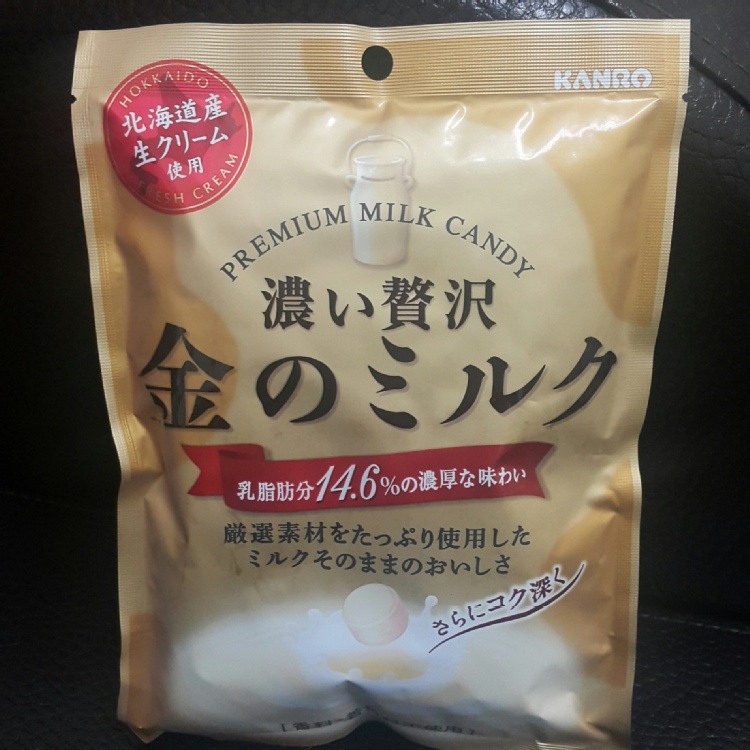 KANRO
HOKKAIDO
北海道産
生クリーム
使用
FRESH CREAM
PREMIUM MILK CANDY
濃い贅沢
金のミルク
乳脂肪分14.6%の濃厚な味わい
厳選素材をたっぷり使用した
ミルクそのままのおいしさ
さらにコク深く